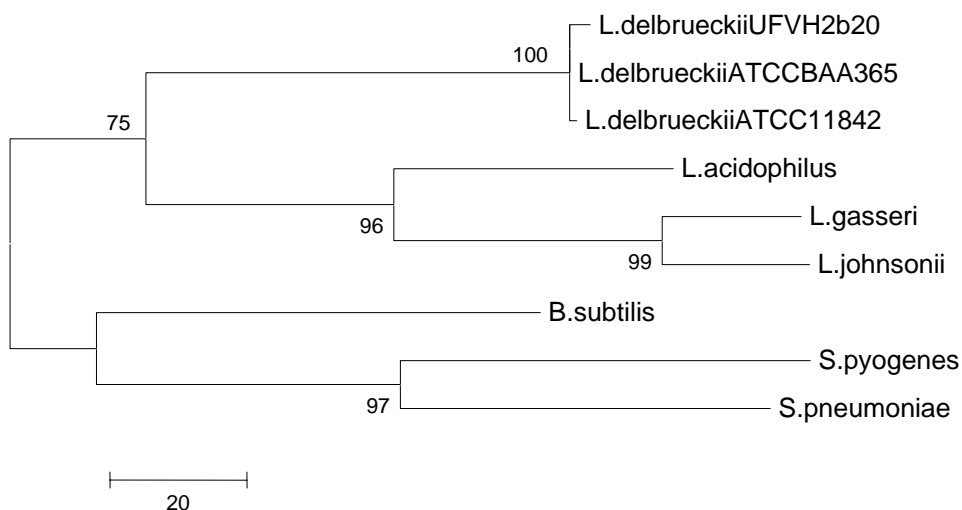 L.delbrueckiiUFVH2b20
100
L.delbrueckiiATCCBAA365
75
L.delbrueckiiATCC11842
L.acidophilus
96
L.gasseri
99
L.johnsonii
B.subtilis
S.pyogenes
97
S.pneumoniae
20